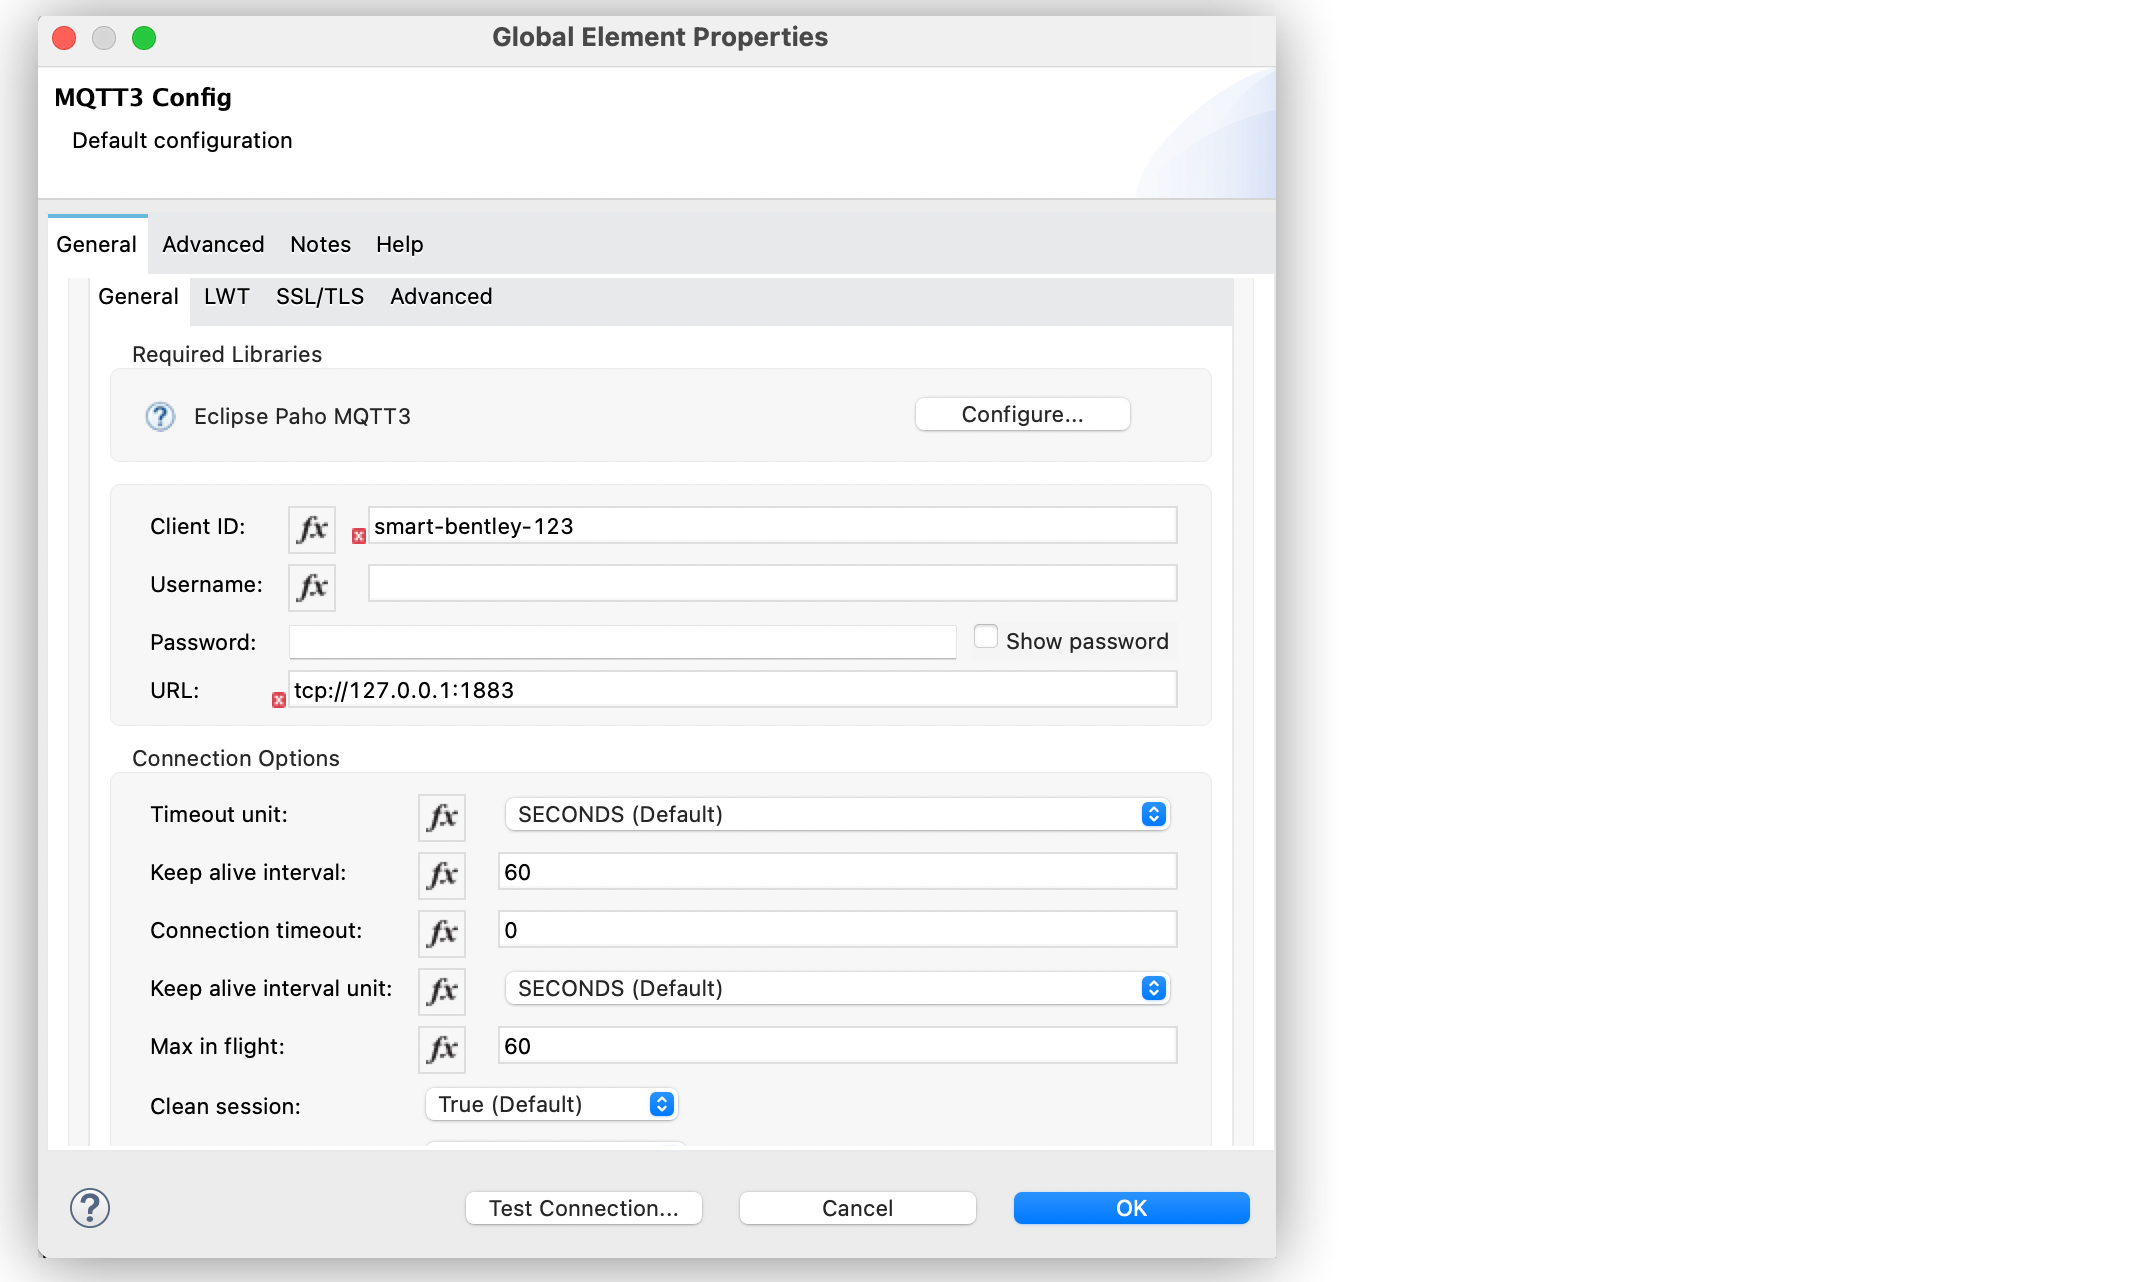 Global Element Properties
MQTT3 Config
Default configuration
General Advanced Notes Help
General LWT SSL/TLS Advanced
Required Libraries
Eclipse Paho MQTT3 Configure...
Client ID: fx smart-bentley-123
Username: fx
Password: Show password
URL: tcp://127.0.0.1:1883
Connection Options
Timeout unit: fx SECONDS (Default)
Keep alive interval: fx 60
Connection timeout: fx 0
Keep alive interval unit: fx SECONDS (Default)
Max in flight: fx 60
Clean session: True (Default)
? Test Connection... Cancel OK